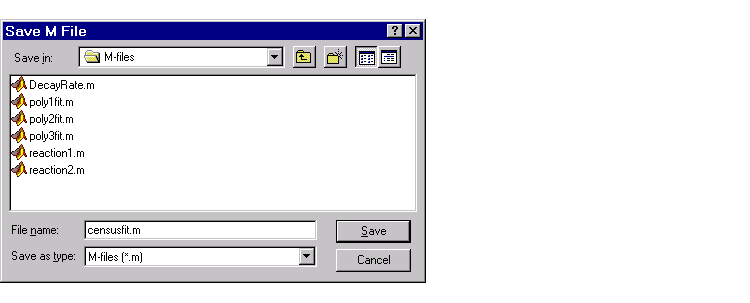 Save M File
Save in: M-files
DecayRate.m
poly1fit.m
poly2fit.m
poly3fit.m
reaction1.m
reaction2.m
File name: censusfit.m Save
Save as type: M-files (*.m) Cancel